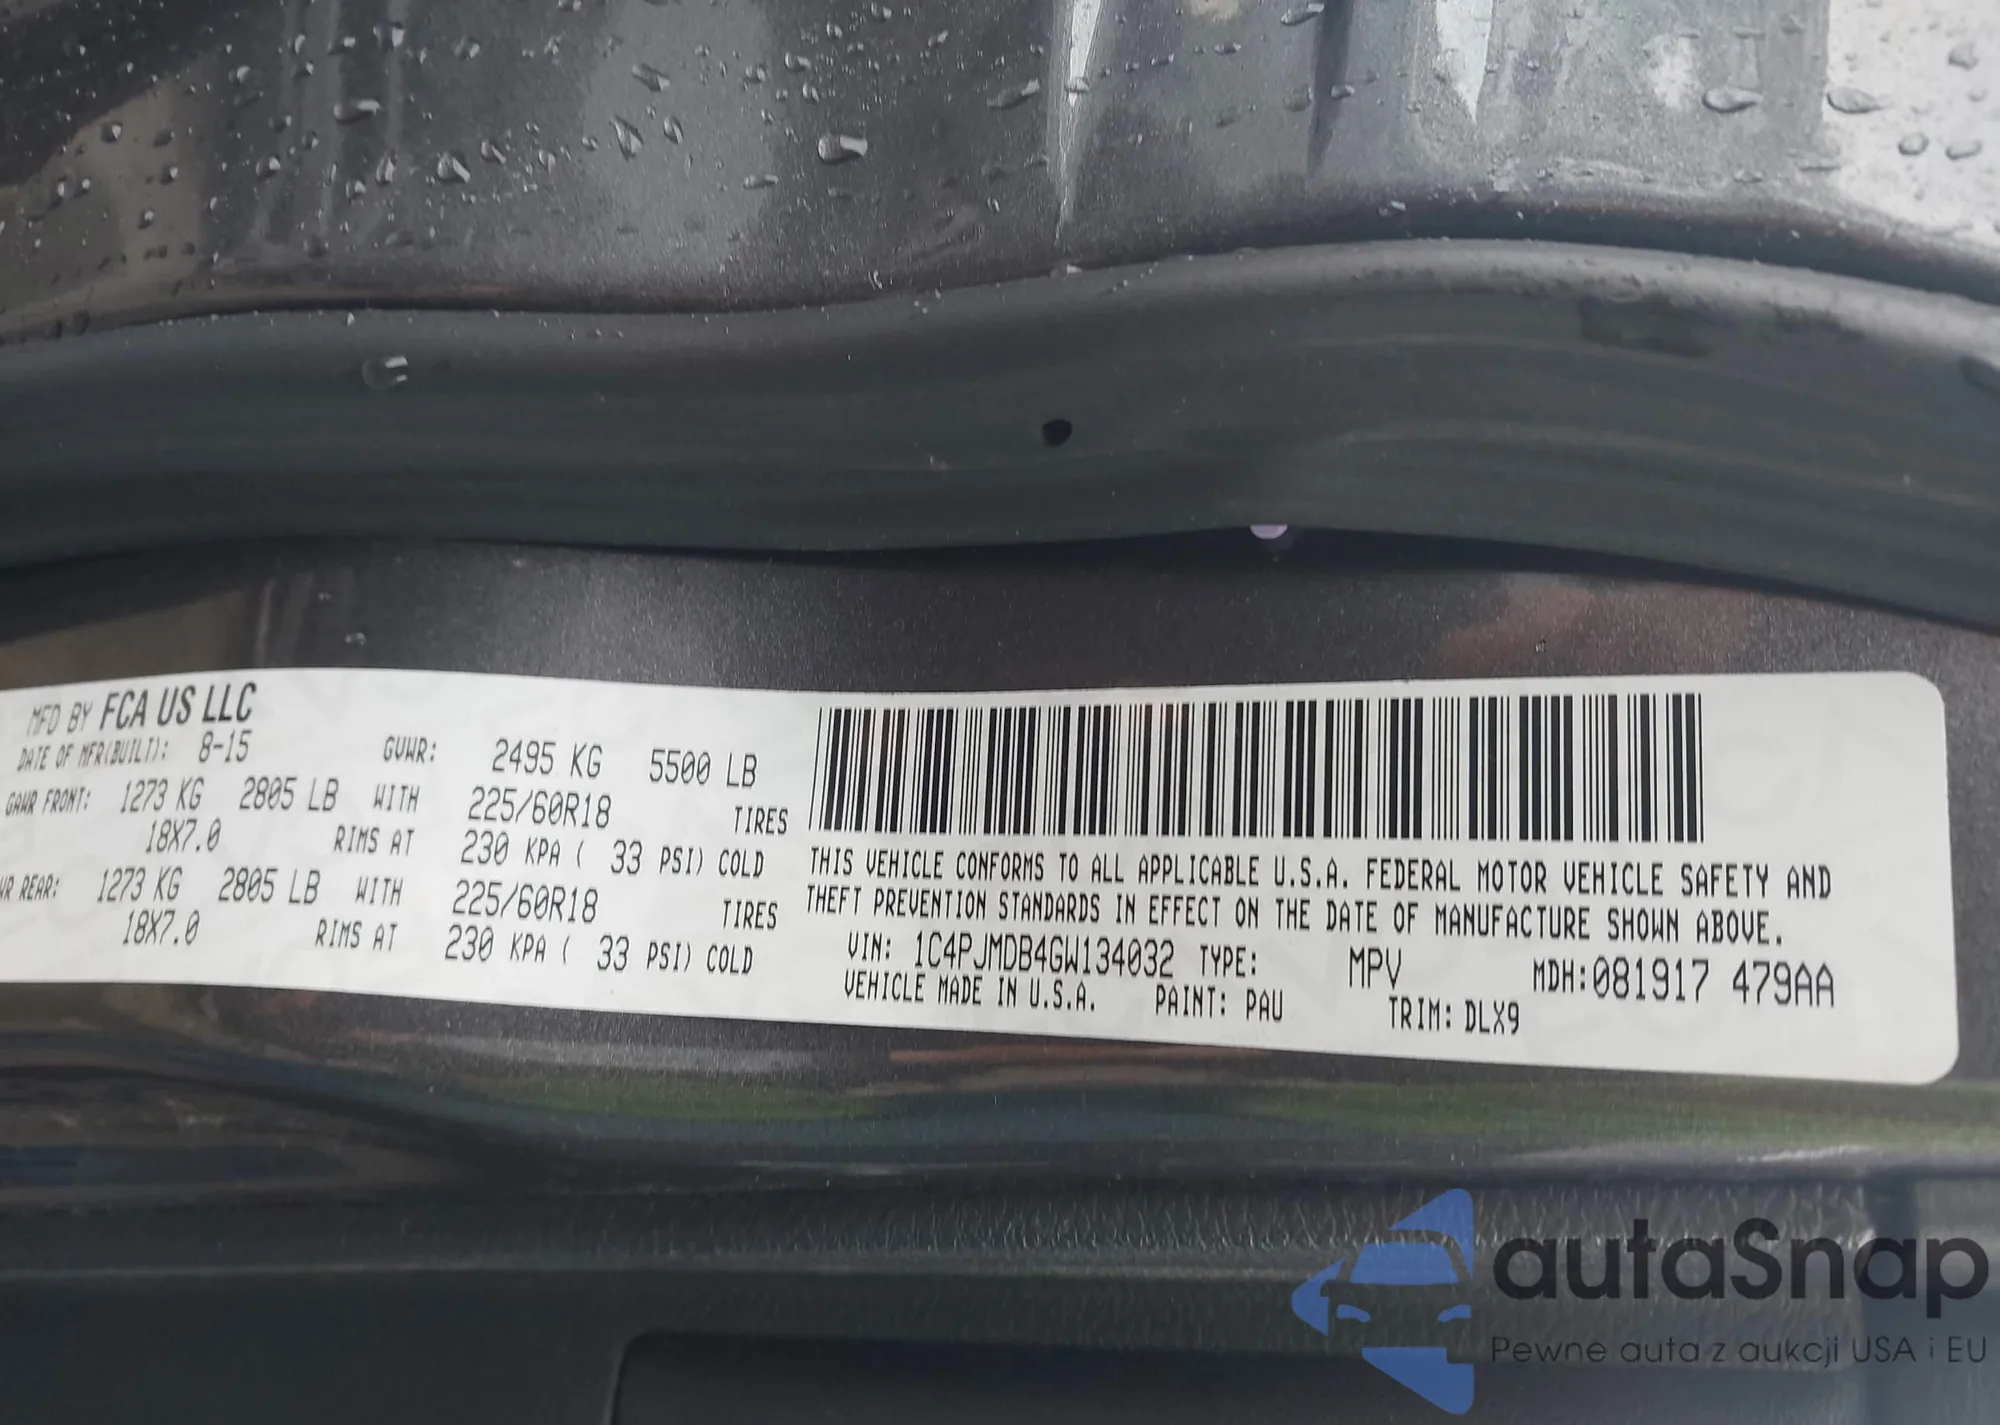 MFD BY FCA US LLC
DATE OF MFR(BUILT): 8-15 GVWR: 2495 KG 5500 LB
GAWR FRONT: 1273 KG 2805 LB WITH 225/60R18 TIRES
18X7.0 RIMS AT 230 KPA ( 33 PSI) COLD
WR REAR: 1273 KG 2805 LB WITH 225/60R18 TIRES
18X7.0 RIMS AT 230 KPA ( 33 PSI) COLD
THIS VEHICLE CONFORMS TO ALL APPLICABLE U.S.A. FEDERAL MOTOR VEHICLE SAFETY AND
THEFT PREVENTION STANDARDS IN EFFECT ON THE DATE OF MANUFACTURE SHOWN ABOVE.
VIN: 1C4PJMDB4GW134032 TYPE: MPV MDH:081917 479AA
VEHICLE MADE IN U.S.A. PAINT: PAU TRIM: DLX9
autaSnap
Pewne auta z aukcji USA i EU